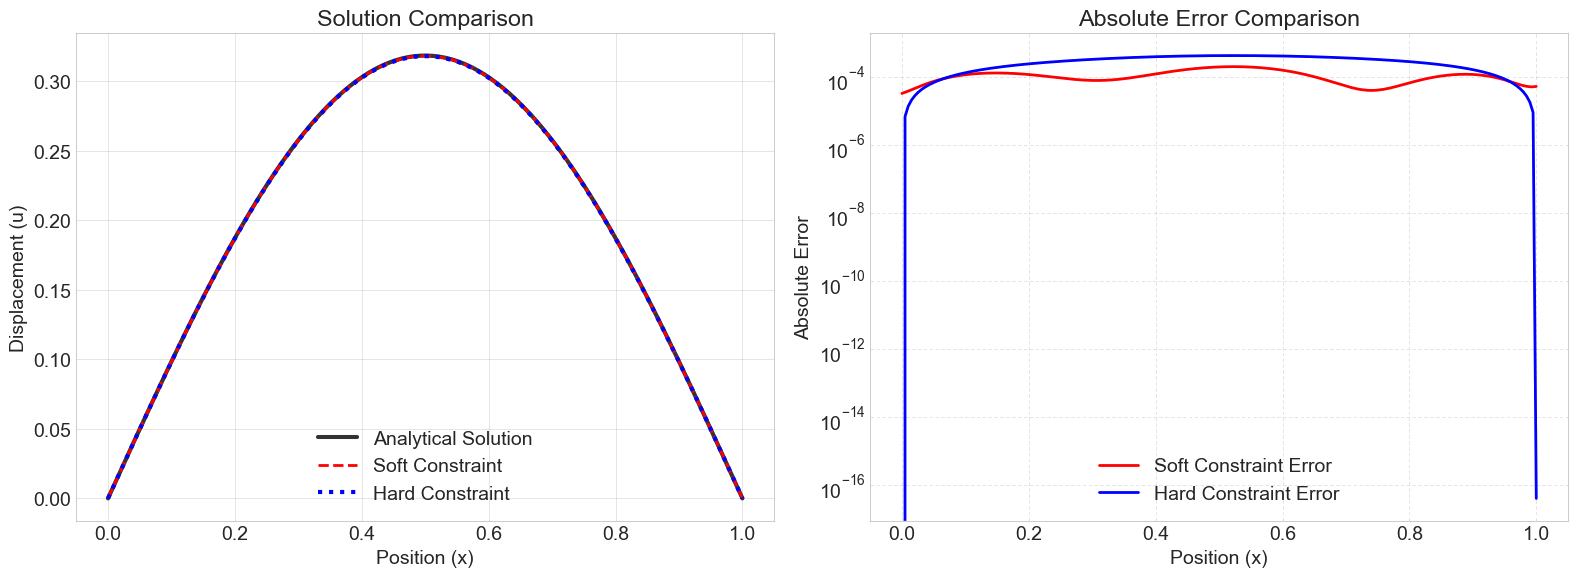 Solution Comparison
Displacement (u)
0.30
0.25
0.20
0.15
0.10
0.05
0.00
Analytical Solution
Soft Constraint
Hard Constraint
0.0 0.2 0.4 0.6 0.8 1.0
Position (x)
Absolute Error Comparison
Absolute Error
10⁻⁴
10⁻⁶
10⁻⁸
10⁻¹⁰
10⁻¹²
10⁻¹⁴
10⁻¹⁶
Soft Constraint Error
Hard Constraint Error
0.0 0.2 0.4 0.6 0.8 1.0
Position (x)